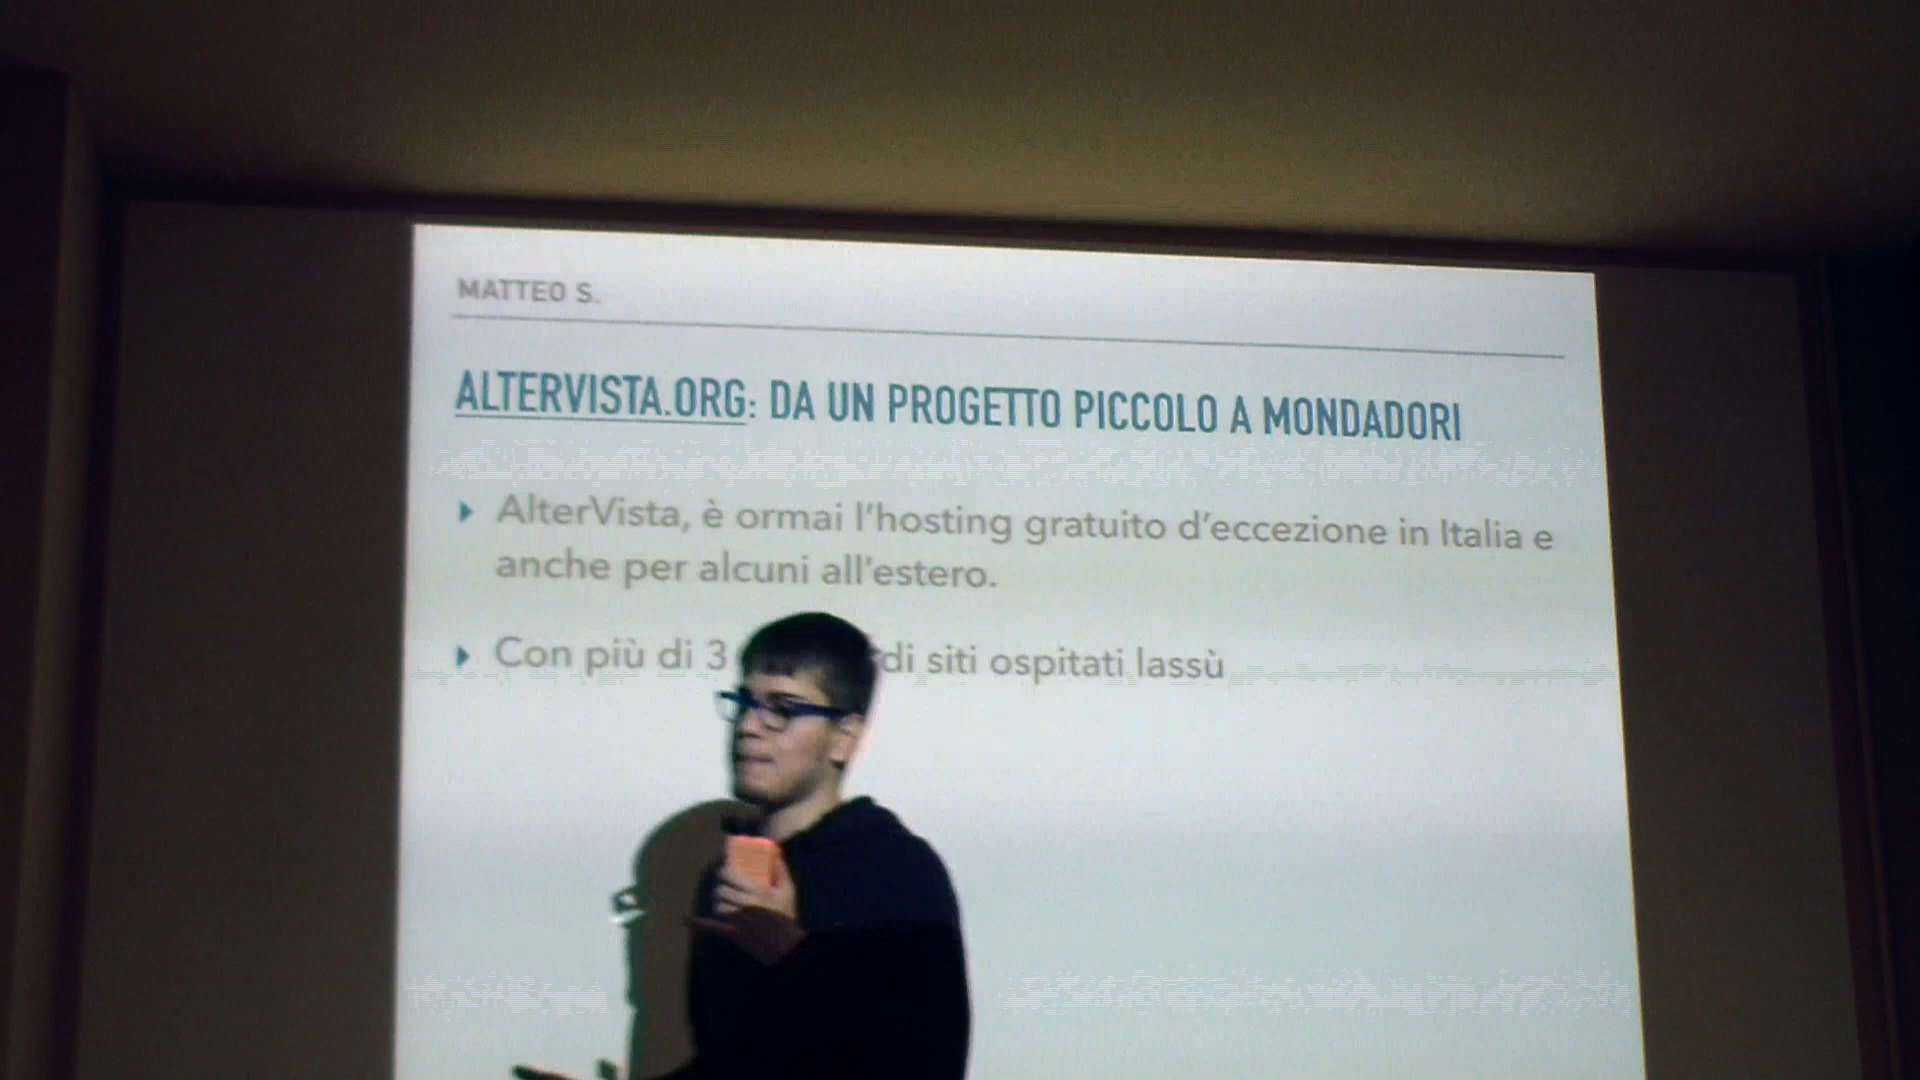 MATTEO S.
ALTERVISTA.ORG: DA UN PROGETTO PICCOLO A MONDADORI
AlterVista, è ormai l'hosting gratuito d'eccezione in Italia e
anche per alcuni all'estero.
Con più di 3 di siti ospitati lassù